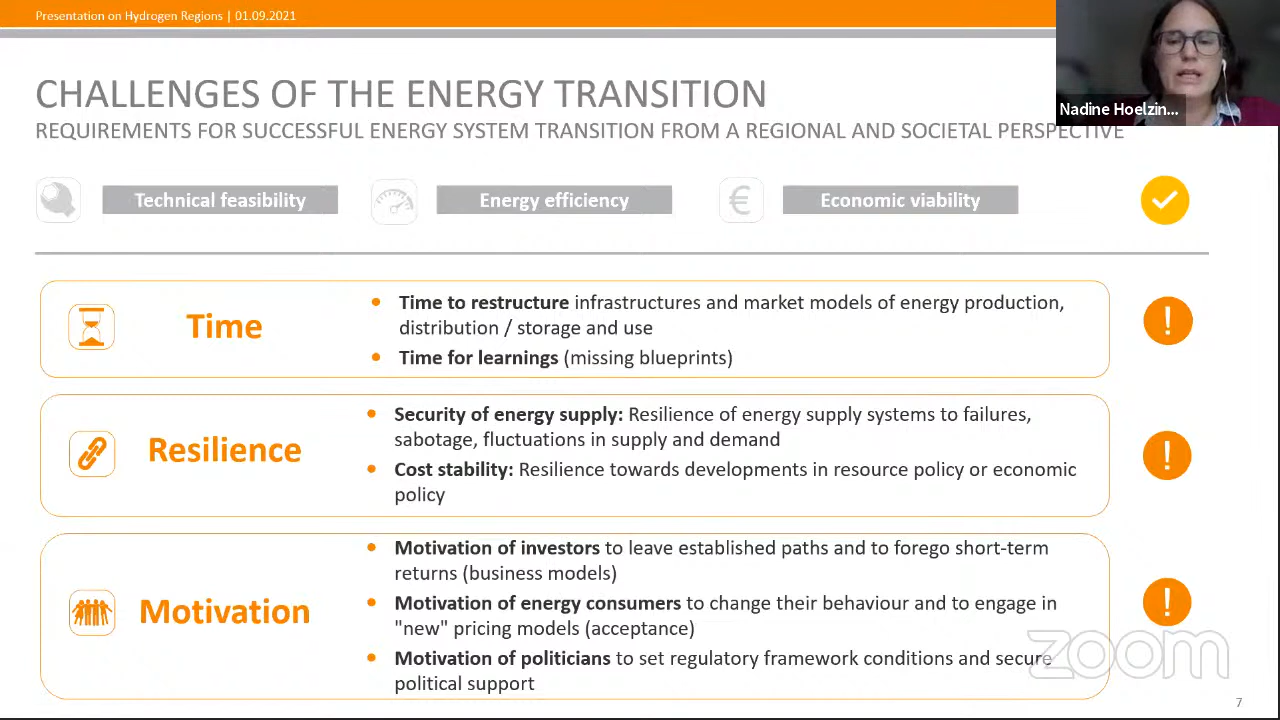 Presentation on Hydrogen Regions | 01.09.2021
Nadine Hoelzin...
CHALLENGES OF THE ENERGY TRANSITION
REQUIREMENTS FOR SUCCESSFUL ENERGY SYSTEM TRANSITION FROM A REGIONAL AND SOCIETAL PERSPECTIVE
Technical feasibility
Energy efficiency
€
Economic viability
Time
• Time to restructure infrastructures and market models of energy production,
distribution / storage and use
• Time for learnings (missing blueprints)
!
Resilience
• Security of energy supply: Resilience of energy supply systems to failures,
sabotage, fluctuations in supply and demand
• Cost stability: Resilience towards developments in resource policy or economic
policy
!
Motivation
• Motivation of investors to leave established paths and to forego short-term
returns (business models)
• Motivation of energy consumers to change their behaviour and to engage in
"new" pricing models (acceptance)
• Motivation of politicians to set regulatory framework conditions and secure
political support
!
zoom
7